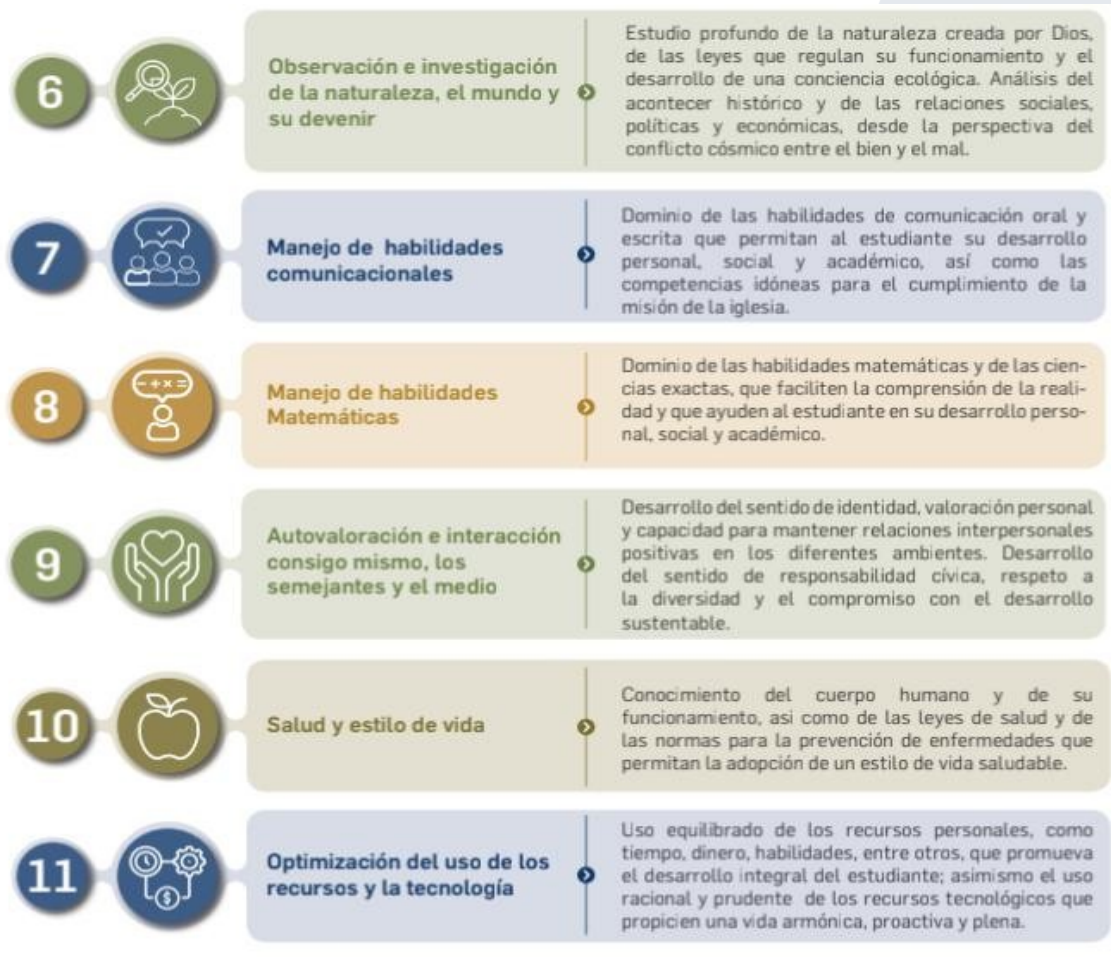 6
Observación e investigación
de la naturaleza, el mundo y
su devenir
Estudio profundo de la naturaleza creada por Dios,
de las leyes que regulan su funcionamiento y el
desarrollo de una conciencia ecológica. Análisis del
acontecer histórico y de las relaciones sociales,
políticas y económicas, desde la perspectiva del
conflicto cósmico entre el bien y el mal.
7
Manejo de habilidades
comunicacionales
Dominio de las habilidades de comunicación oral y
escrita que permitan al estudiante su desarrollo
personal, social y académico, así como las
competencias idóneas para el cumplimiento de la
misión de la iglesia.
8
Manejo de habilidades
Matemáticas
Dominio de las habilidades matemáticas y de las cien-
cias exactas, que faciliten la comprensión de la reali-
dad y que ayuden al estudiante en su desarrollo perso-
nal, social y académico.
9
Autovaloración e interacción
consigo mismo, los
semejantes y el medio
Desarrollo del sentido de identidad, valoración personal
y capacidad para mantener relaciones interpersonales
positivas en los diferentes ambientes. Desarrollo
del sentido de responsabilidad cívica, respeto a
la diversidad y el compromiso con el desarrollo
sustentable.
10
Salud y estilo de vida
Conocimiento del cuerpo humano y de su
funcionamiento, asi como de las leyes de salud y de
las normas para la prevención de enfermedades que
permitan la adopción de un estilo de vida saludable.
11
Optimización del uso de los
recursos y la tecnología
Uso equilibrado de los recursos personales, como
tiempo, dinero, habilidades, entre otros, que promueva
el desarrollo integral del estudiante; asimismo el uso
racional y prudente de los recursos tecnológicos que
propicien una vida armónica, proactiva y plena.